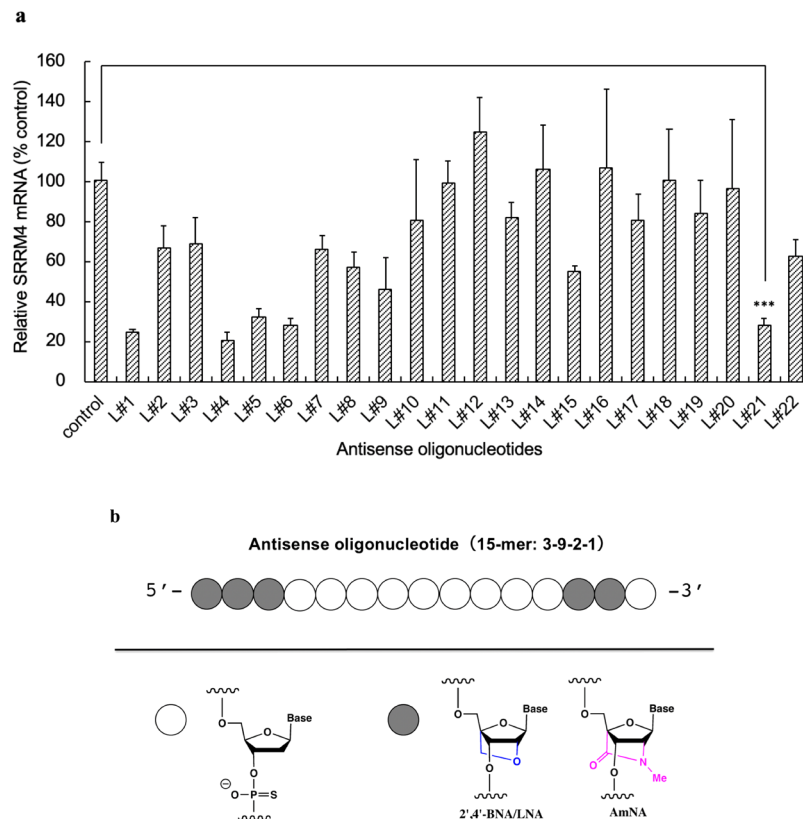 a
Relative SRRM4 mRNA (% control)
160
140
120
100
80
60
40
20
0
***
control
L#1
L#2
L#3
L#4
L#5
L#6
L#7
L#8
L#9
L#10
L#11
L#12
L#13
L#14
L#15
L#16
L#17
L#18
L#19
L#20
L#21
L#22
Antisense oligonucleotides
b
Antisense oligonucleotide（15-mer: 3-9-2-1）
5′– –3′
O
O
Base
O
⊖O–P=S
O
O
Base
O
O
2',4'-BNA/LNA
O
O
Base
O
O
N
Me
AmNA